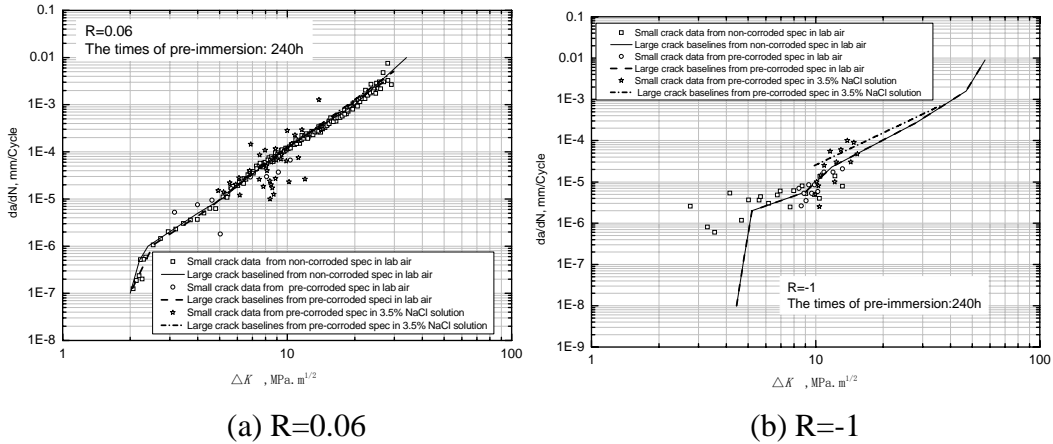 R=0.06
The times of pre-immersion: 240h
Small crack data from non-corroded spec in lab air
Large crack baselined from non-corroded spec in lab air
Small crack data from pre-corroded spec in lab air
Large crack baselines from pre-corroded speci in lab air
Small crack data from pre-corroded spec in 3.5% NaCl solution
Large crack baselines from pre-corroded spec in 3.5% NaCl solution
0.1
0.01
1E-3
1E-4
1E-5
1E-6
1E-7
1E-8
da/dN, mm/Cycle
1
10
100
△K , MPa.m^1/2
(a) R=0.06
Small crack data from non-corroded spec in lab air
Large crack baselines from non-corroded spec in lab air
Small crack data from pre-corroded spec in lab air
Large crack baselines from pre-corroded spec in lab air
Small crack data from pre-corroded spec in 3.5% NaCl solution
Large crack baselines from pre-corroded spec in 3.5% NaCl solution
R=-1
The times of pre-immersion:240h
0.1
0.01
1E-3
1E-4
1E-5
1E-6
1E-7
1E-8
1E-9
da/dN, mm/Cycle
1
10
100
△K , MPa.m^1/2
(b) R=-1